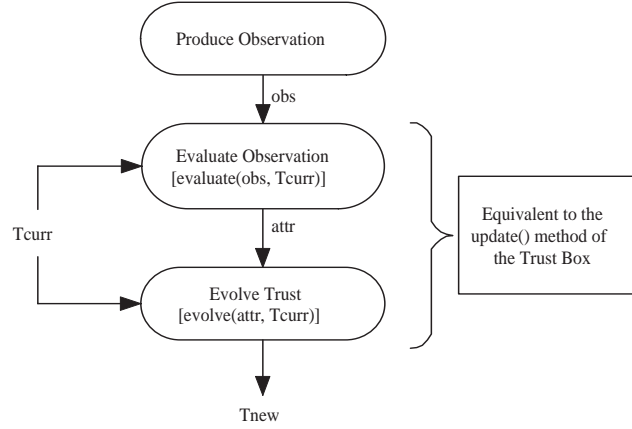 Produce Observation
obs
Evaluate Observation
[evaluate(obs, Tcurr)]
attr
Tcurr
Evolve Trust
[evolve(attr, Tcurr)]
Tnew
Equivalent to the
update() method of
the Trust Box